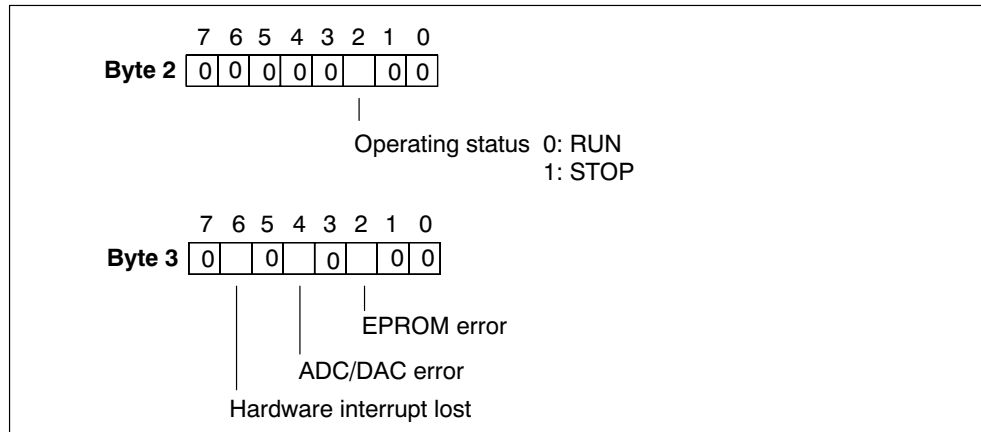 7 6 5 4 3 2 1 0
Byte 2 0 0 0 0 0 0 0
Operating status 0: RUN
1: STOP
7 6 5 4 3 2 1 0
Byte 3 0 0 0 0 0
EPROM error
ADC/DAC error
Hardware interrupt lost